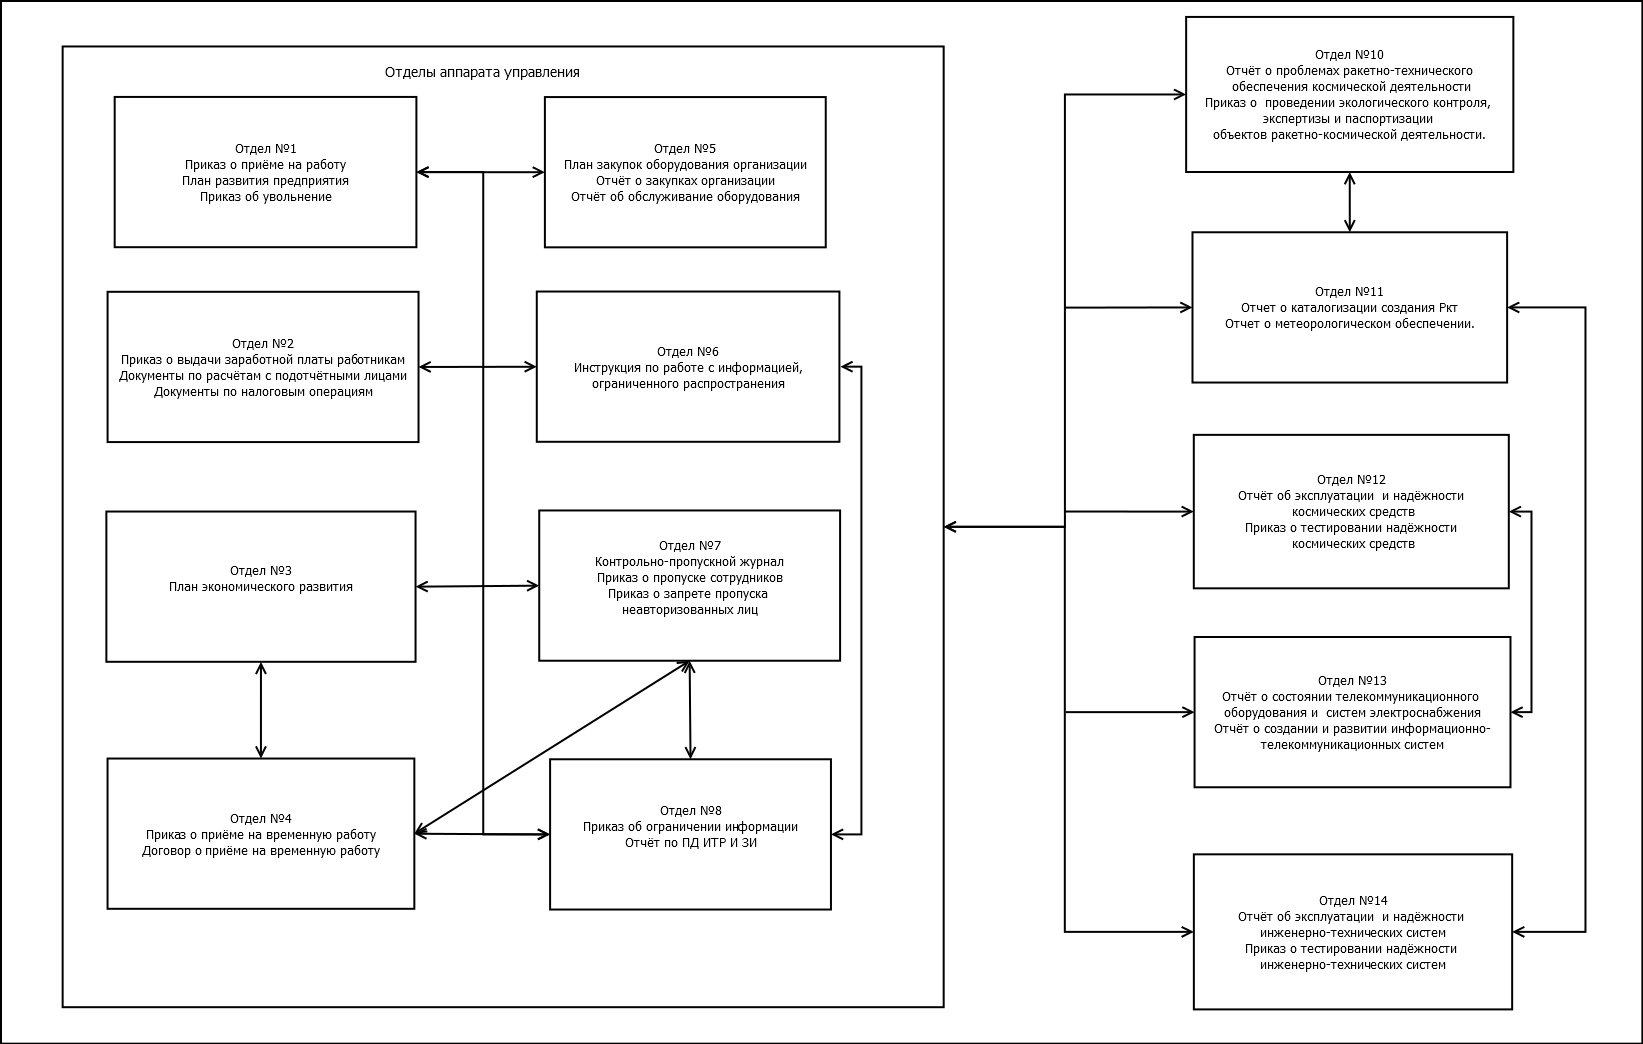 Отделы аппарата управления
Отдел №1
Приказ о приёме на работу
План развития предприятия
Приказ об увольнение
Отдел №5
План закупок оборудования организации
Отчёт о закупках организации
Отчёт об обслуживание оборудования
Отдел №2
Приказ о выдачи заработной платы работникам
Документы по расчётам с подотчётными лицами
Документы по налоговым операциям
Отдел №6
Инструкция по работе с информацией,
ограниченного распространения
Отдел №3
План экономического развития
Отдел №7
Контрольно-пропускной журнал
Приказ о пропуске сотрудников
Приказ о запрете пропуска
неавторизованных лиц
Отдел №4
Приказ о приёме на временную работу
Договор о приёме на временную работу
Отдел №8
Приказ об ограничении информации
Отчёт по ПД ИТР И ЗИ
Отдел №10
Отчёт о проблемах ракетно-технического
обеспечения космической деятельности
Приказ о  проведении экологического контроля,
экспертизы и паспортизации
объектов ракетно-космической деятельности.
Отдел №11
Отчет о каталогизации создания Ркт
Отчет о метеорологическом обеспечении.
Отдел №12
Отчёт об эксплуатации  и надёжности
космических средств
Приказ о тестировании надёжности
космических средств
Отдел №13
Отчёт о состоянии телекоммуникационного
оборудования и  систем электроснабжения
Отчёт о создании и развитии информационно-
телекоммуникационных систем
Отдел №14
Отчёт об эксплуатации  и надёжности
инженерно-технических систем
Приказ о тестировании надёжности
инженерно-технических систем